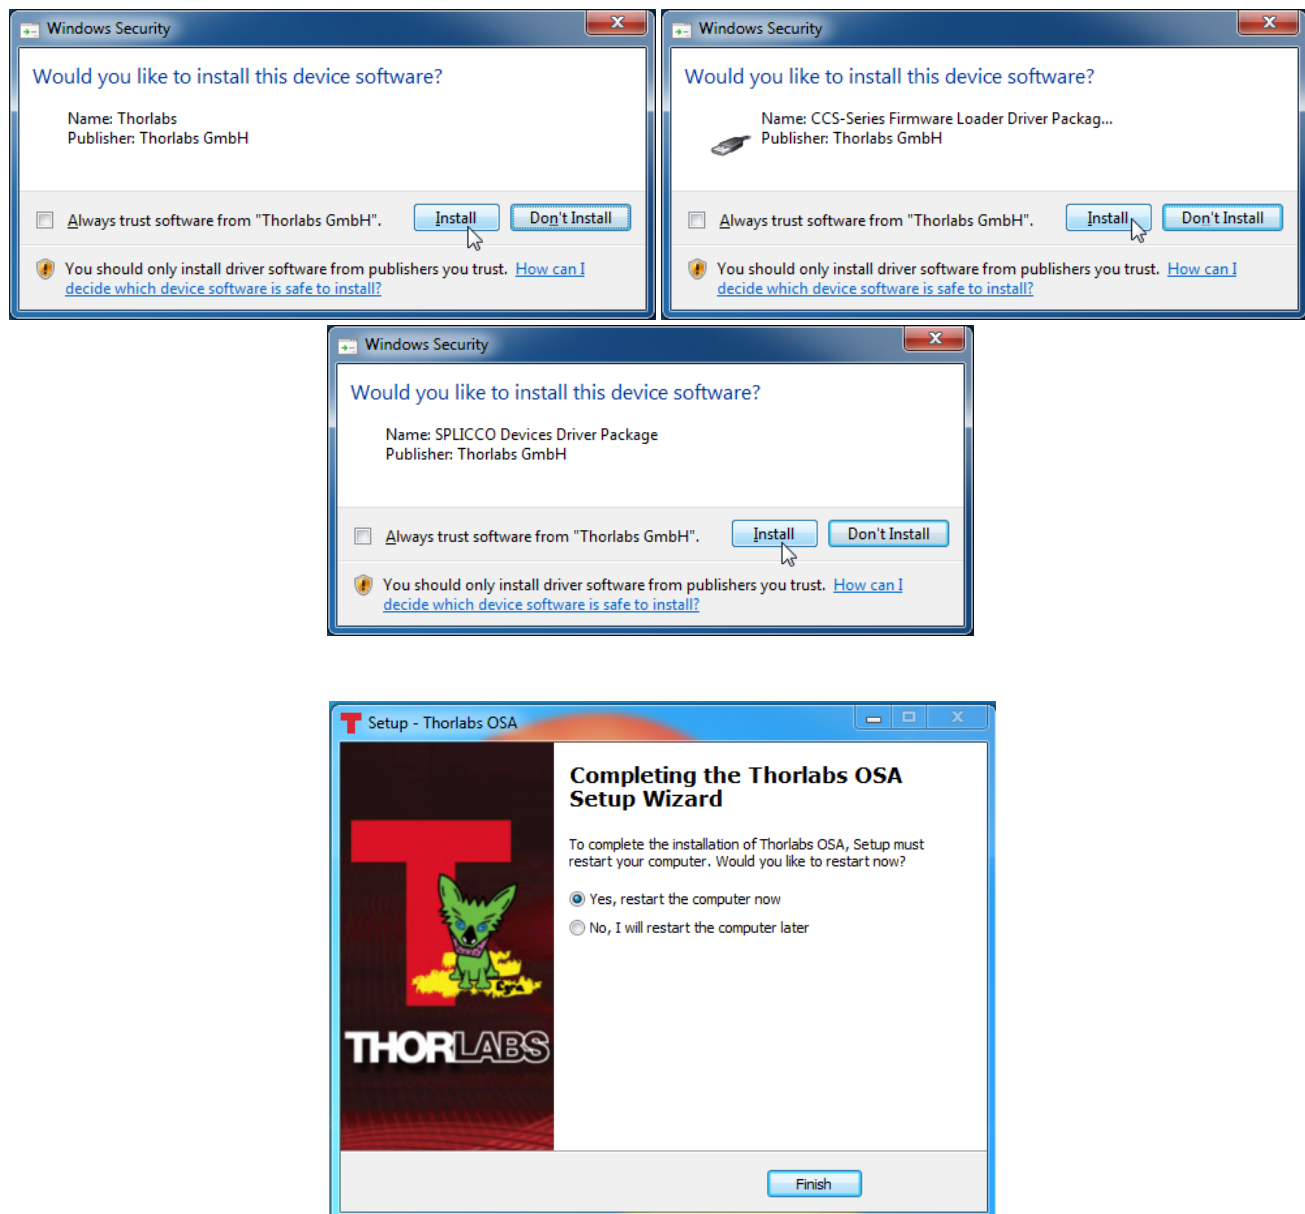 Windows Security
Would you like to install this device software?
Name: Thorlabs
Publisher: Thorlabs GmbH
Always trust software from "Thorlabs GmbH".
Install
Don't Install
You should only install driver software from publishers you trust. How can I
decide which device software is safe to install?
Windows Security
Would you like to install this device software?
Name: CCS-Series Firmware Loader Driver Packag...
Publisher: Thorlabs GmbH
Always trust software from "Thorlabs GmbH".
Install
Don't Install
You should only install driver software from publishers you trust. How can I
decide which device software is safe to install?
Windows Security
Would you like to install this device software?
Name: SPLICCO Devices Driver Package
Publisher: Thorlabs GmbH
Always trust software from "Thorlabs GmbH".
Install
Don't Install
You should only install driver software from publishers you trust. How can I
decide which device software is safe to install?
Setup - Thorlabs OSA
Completing the Thorlabs OSA
Setup Wizard
To complete the installation of Thorlabs OSA, Setup must
restart your computer. Would you like to restart now?
Yes, restart the computer now
No, I will restart the computer later
THORLABS
Finish